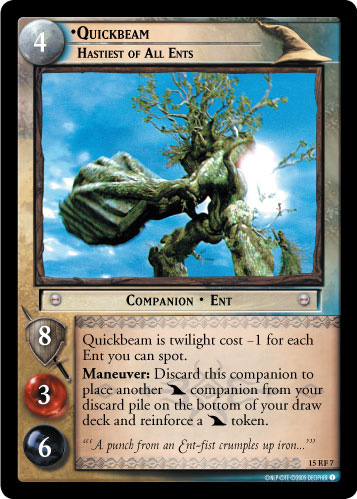 4
•Quickbeam
Hastiest of All Ents
Companion • Ent
8
Quickbeam is twilight cost –1 for each
Ent you can spot.
Maneuver: Discard this companion to
3
place another companion from your
discard pile on the bottom of your draw
deck and reinforce a token.
6
“‘A punch from an Ent-fist crumples up iron...’”
15 RF 7